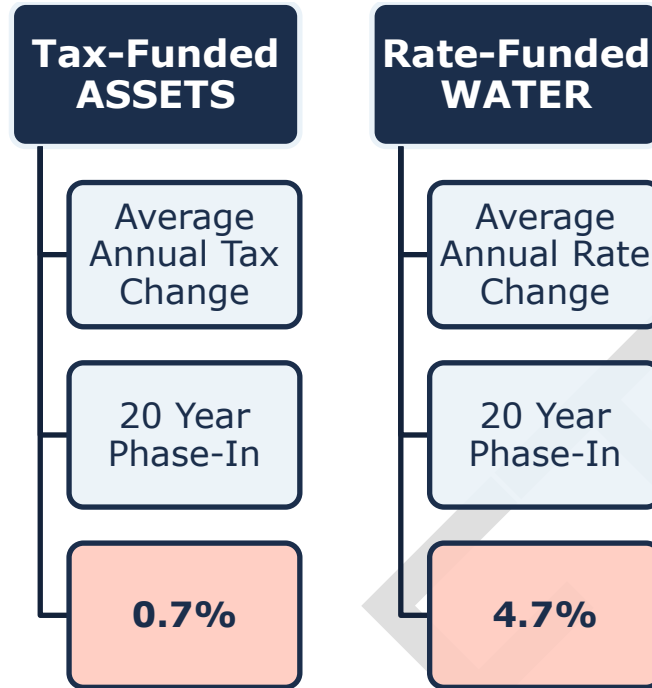 Tax-Funded
ASSETS
Average
Annual Tax
Change
20 Year
Phase-In
0.7%
Rate-Funded
WATER
Average
Annual Rate
Change
20 Year
Phase-In
4.7%